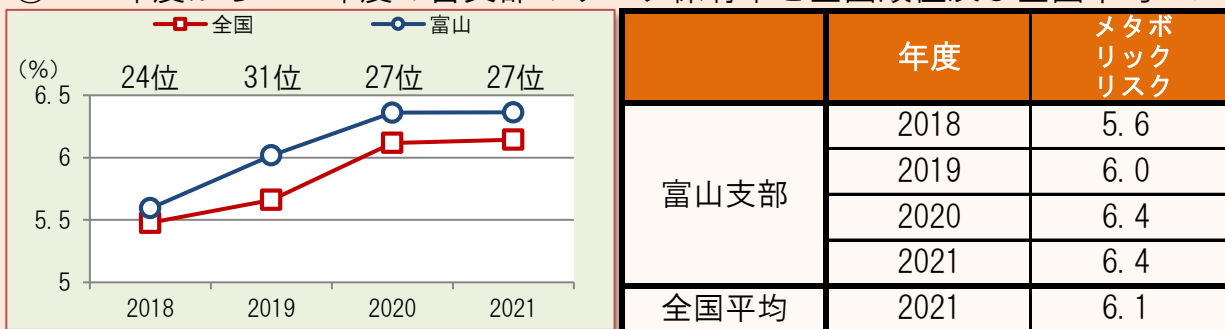 全国 富山
(%) 24位 31位 27位 27位
6.5
6
5.5
5
2018 2019 2020 2021
年度 メタボ
リック
リスク
富山支部 2018 5.6
2019 6.0
2020 6.4
2021 6.4
全国平均 2021 6.1